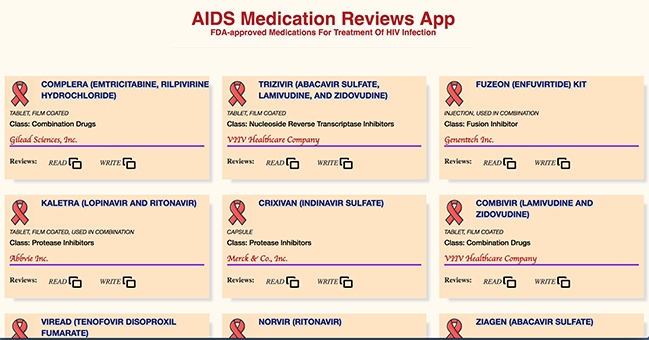 AIDS Medication Reviews App
FDA-approved Medications For Treatment Of HIV Infection
COMPLERA (EMTRICITABINE, RILPIVIRINE
HYDROCHLORIDE)
TABLET, FILM COATED
Class: Combination Drugs
Gilead Sciences, Inc.
Reviews: READ WRITE
TRIZIVIR (ABACAVIR SULFATE,
LAMIVUDINE, AND ZIDOVUDINE)
TABLET, FILM COATED
Class: Nucleoside Reverse Transcriptase Inhibitors
VIIV Healthcare Company
Reviews: READ WRITE
FUZEON (ENFUVIRTIDE) KIT
INJECTION, USED IN COMBINATION
Class: Fusion Inhibitor
Genentech Inc.
Reviews: READ WRITE
KALETRA (LOPINAVIR AND RITONAVIR)
TABLET, FILM COATED, USED IN COMBINATION
Class: Protease Inhibitors
Abbvie Inc.
Reviews: READ WRITE
CRIXIVAN (INDINAVIR SULFATE)
CAPSULE
Class: Protease Inhibitors
Merck & Co., Inc.
Reviews: READ WRITE
COMBIVIR (LAMIVUDINE AND
ZIDOVUDINE)
TABLET, FILM COATED
Class: Combination Drugs
VIIV Healthcare Company
Reviews: READ WRITE
VIREAD (TENOFOVIR DISOPROXIL
FUMARATE)
NORVIR (RITONAVIR)
ZIAGEN (ABACAVIR SULFATE)